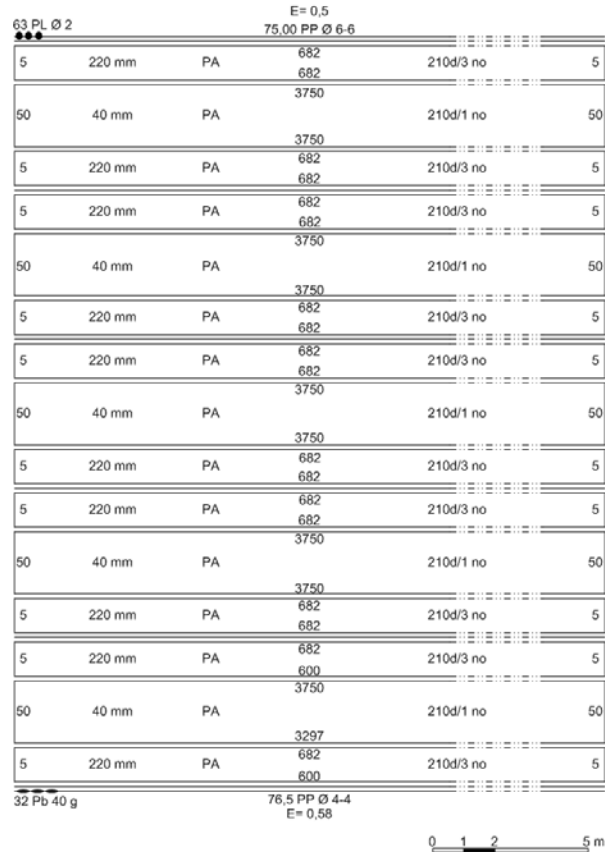 E= 0,5
63 PL Ø 2 75,00 PP Ø 6-6
682
5 220 mm PA 210d/3 no 5
682
3750
50 40 mm PA 210d/1 no 50
3750
682
5 220 mm PA 210d/3 no 5
682
682
5 220 mm PA 210d/3 no 5
682
3750
50 40 mm PA 210d/1 no 50
3750
682
5 220 mm PA 210d/3 no 5
682
682
5 220 mm PA 210d/3 no 5
682
3750
50 40 mm PA 210d/1 no 50
3750
682
5 220 mm PA 210d/3 no 5
682
682
5 220 mm PA 210d/3 no 5
682
3750
50 40 mm PA 210d/1 no 50
3750
682
5 220 mm PA 210d/3 no 5
682
682
5 220 mm PA 210d/3 no 5
600
3750
50 40 mm PA 210d/1 no 50
3297
682
5 220 mm PA 210d/3 no 5
600
32 Pb 40 g 76,5 PP Ø 4-4
E= 0,58
0 1 2 5 m